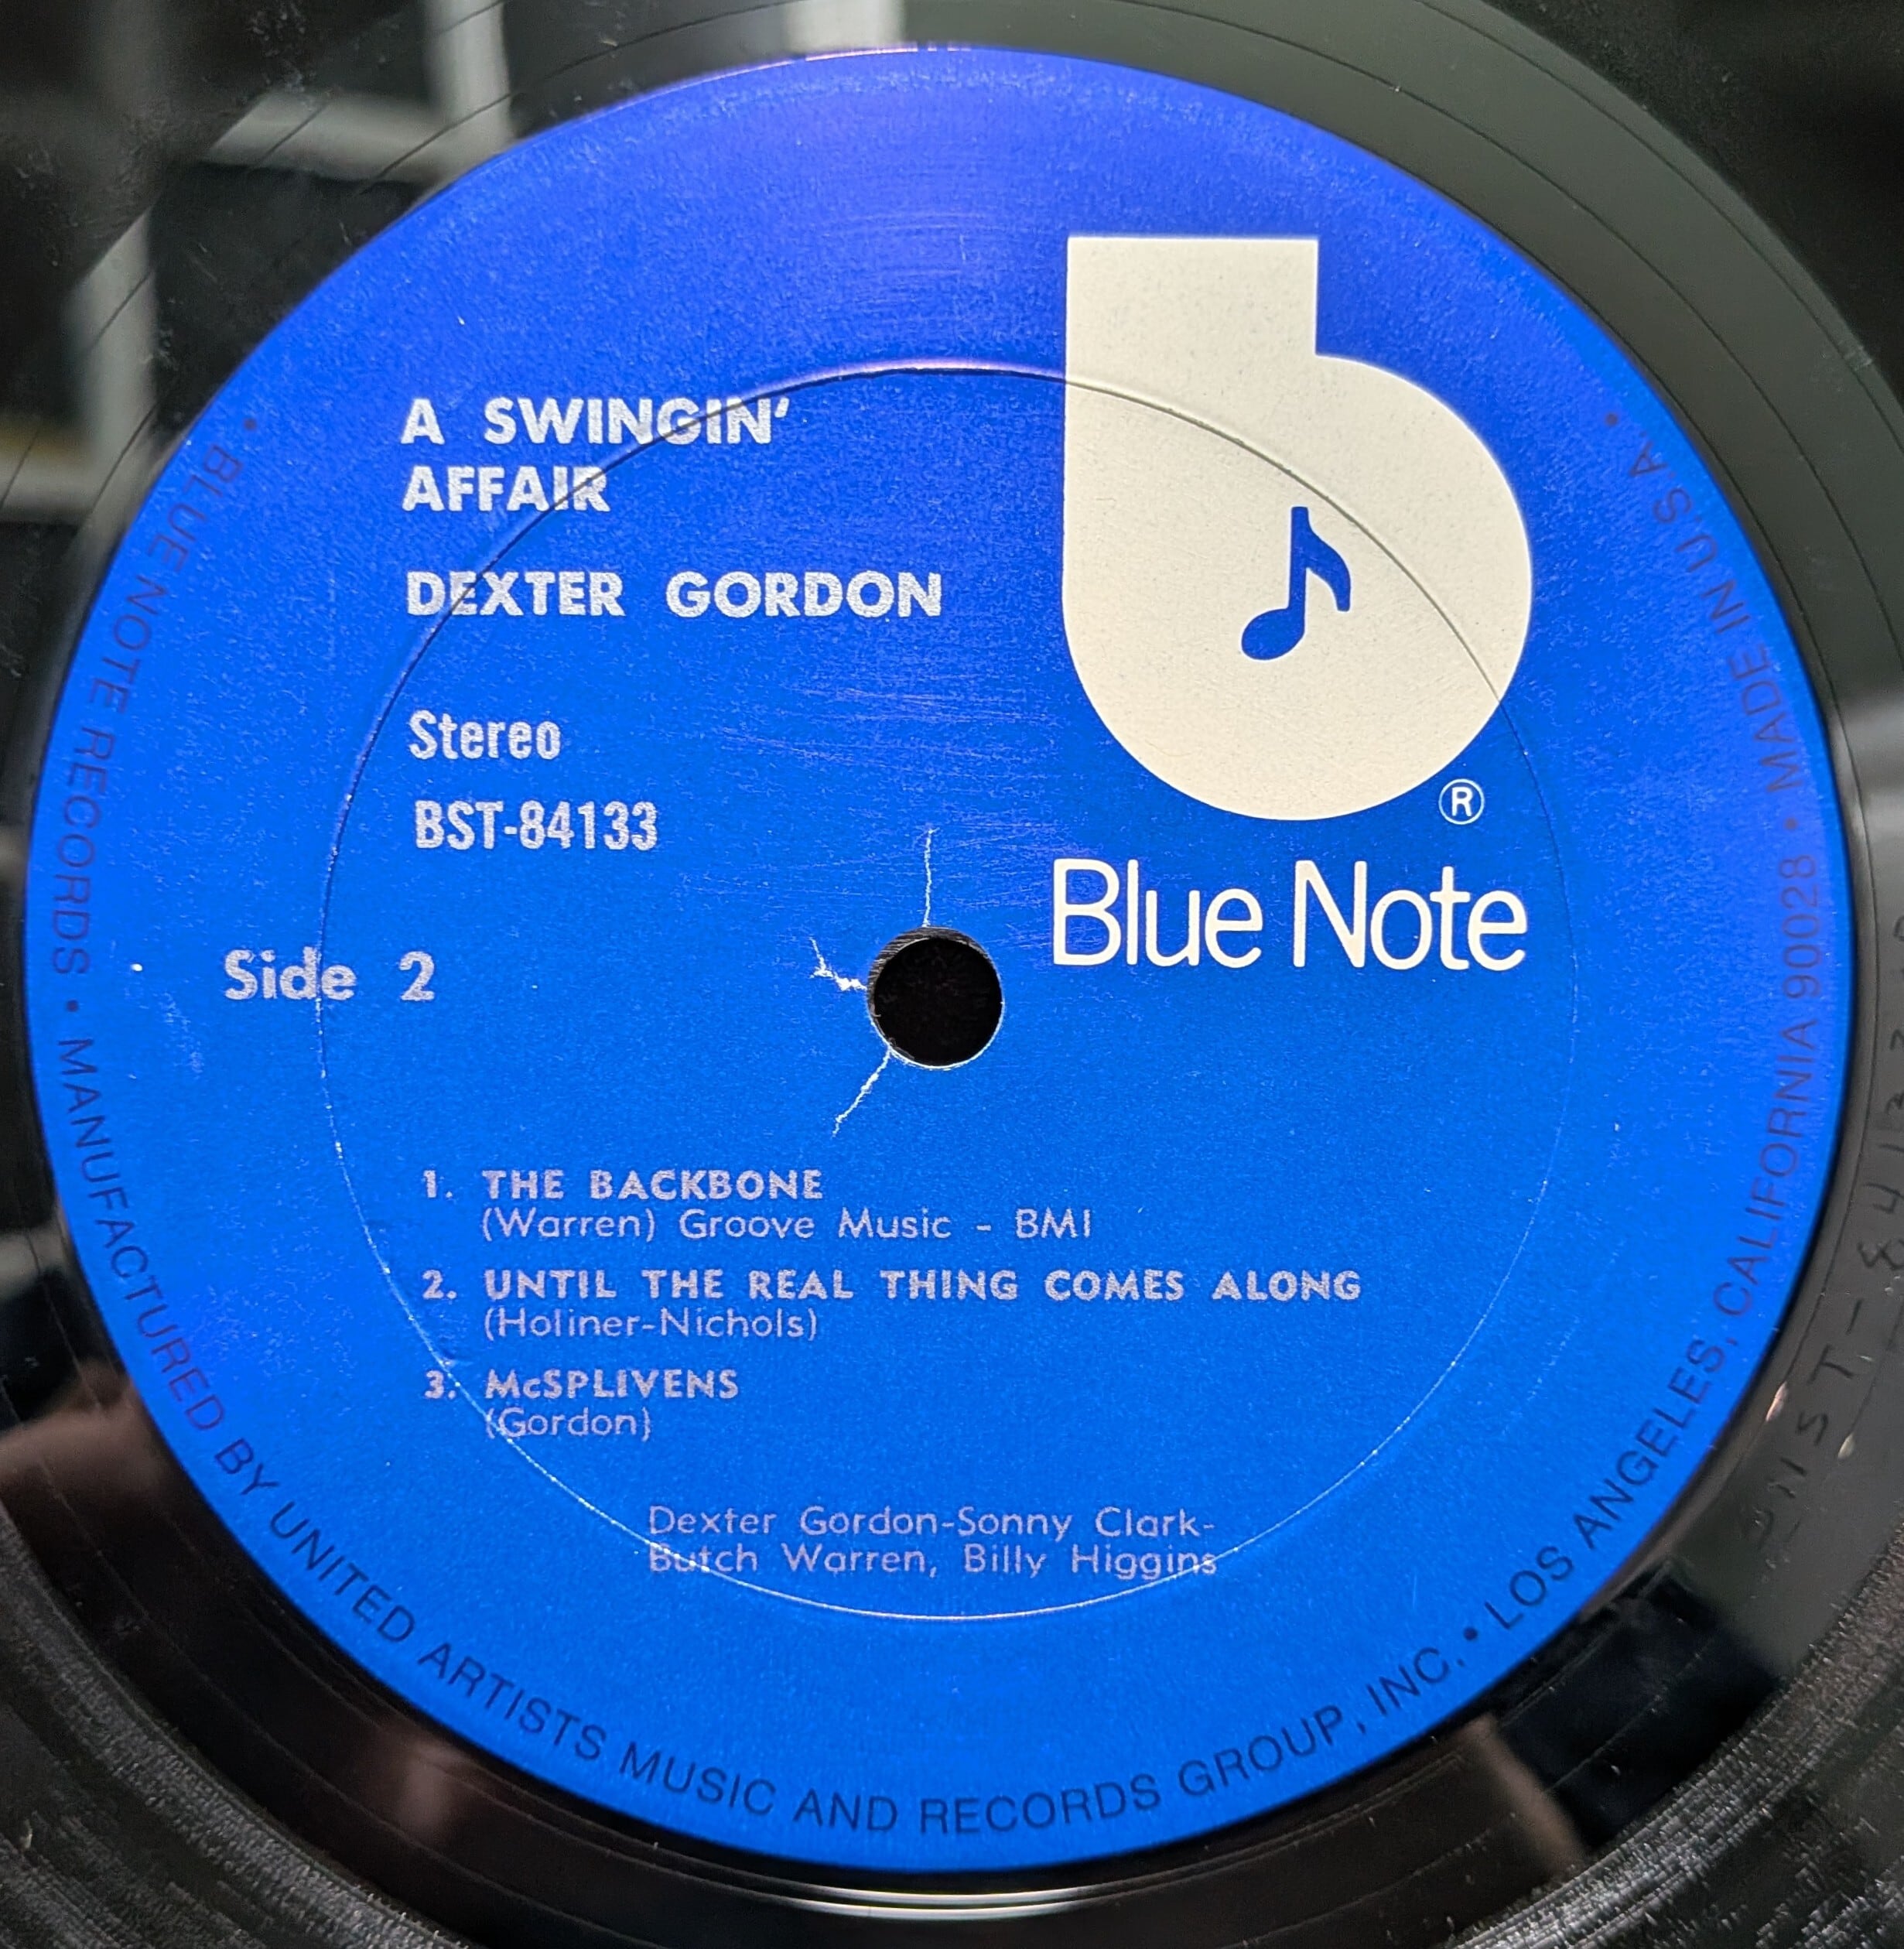 A SWINGIN'
AFFAIR
DEXTER GORDON
Stereo
BST-84133
Side 2
®
Blue Note
1. THE BACKBONE
(Warren) Groove Music - BMI
2. UNTIL THE REAL THING COMES ALONG
(Holiner-Nichols)
3. McSPLIVENS
(Gordon)
Dexter Gordon-Sonny Clark-
Butch Warren, Billy Higgins
• BLUE NOTE RECORDS • MANUFACTURED BY UNITED ARTISTS MUSIC AND RECORDS GROUP, INC. • LOS ANGELES, CALIFORNIA 90028 • MADE IN U.S.A. •